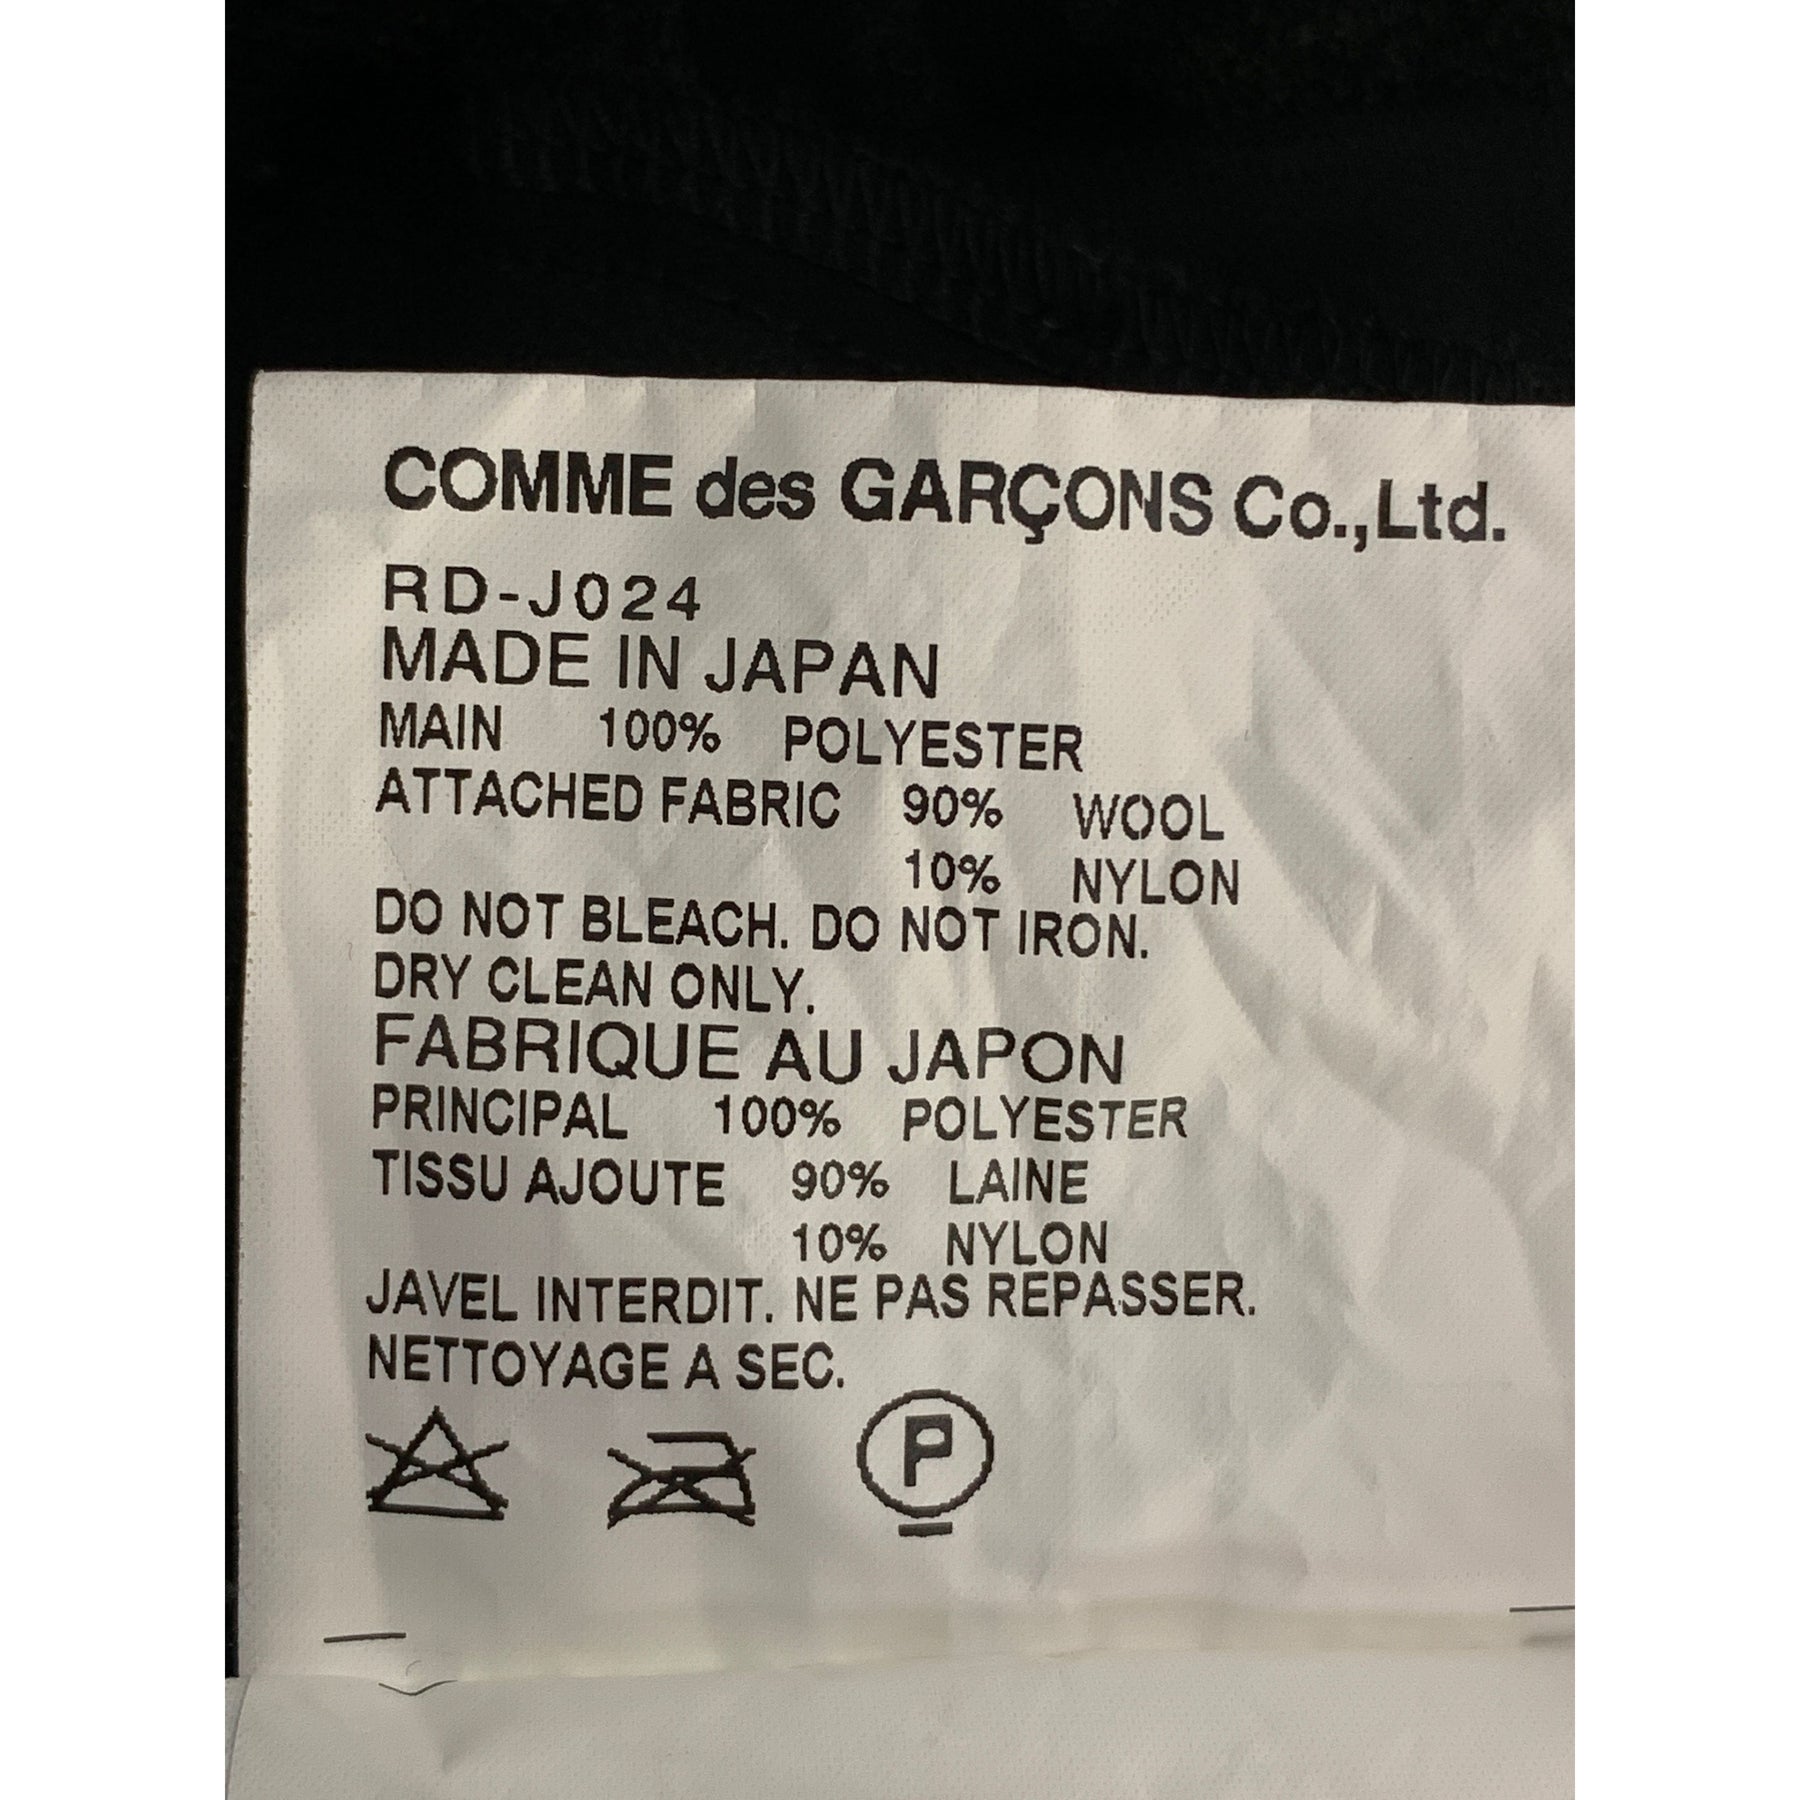 COMME des GARÇONS Co.,Ltd.
RD-J024
MADE IN JAPAN
MAIN 100% POLYESTER
ATTACHED FABRIC 90% WOOL
10% NYLON
DO NOT BLEACH. DO NOT IRON.
DRY CLEAN ONLY.
FABRIQUE AU JAPON
PRINCIPAL 100% POLYESTER
TISSU AJOUTE 90% LAINE
10% NYLON
JAVEL INTERDIT. NE PAS REPASSER.
NETTOYAGE A SEC.
P